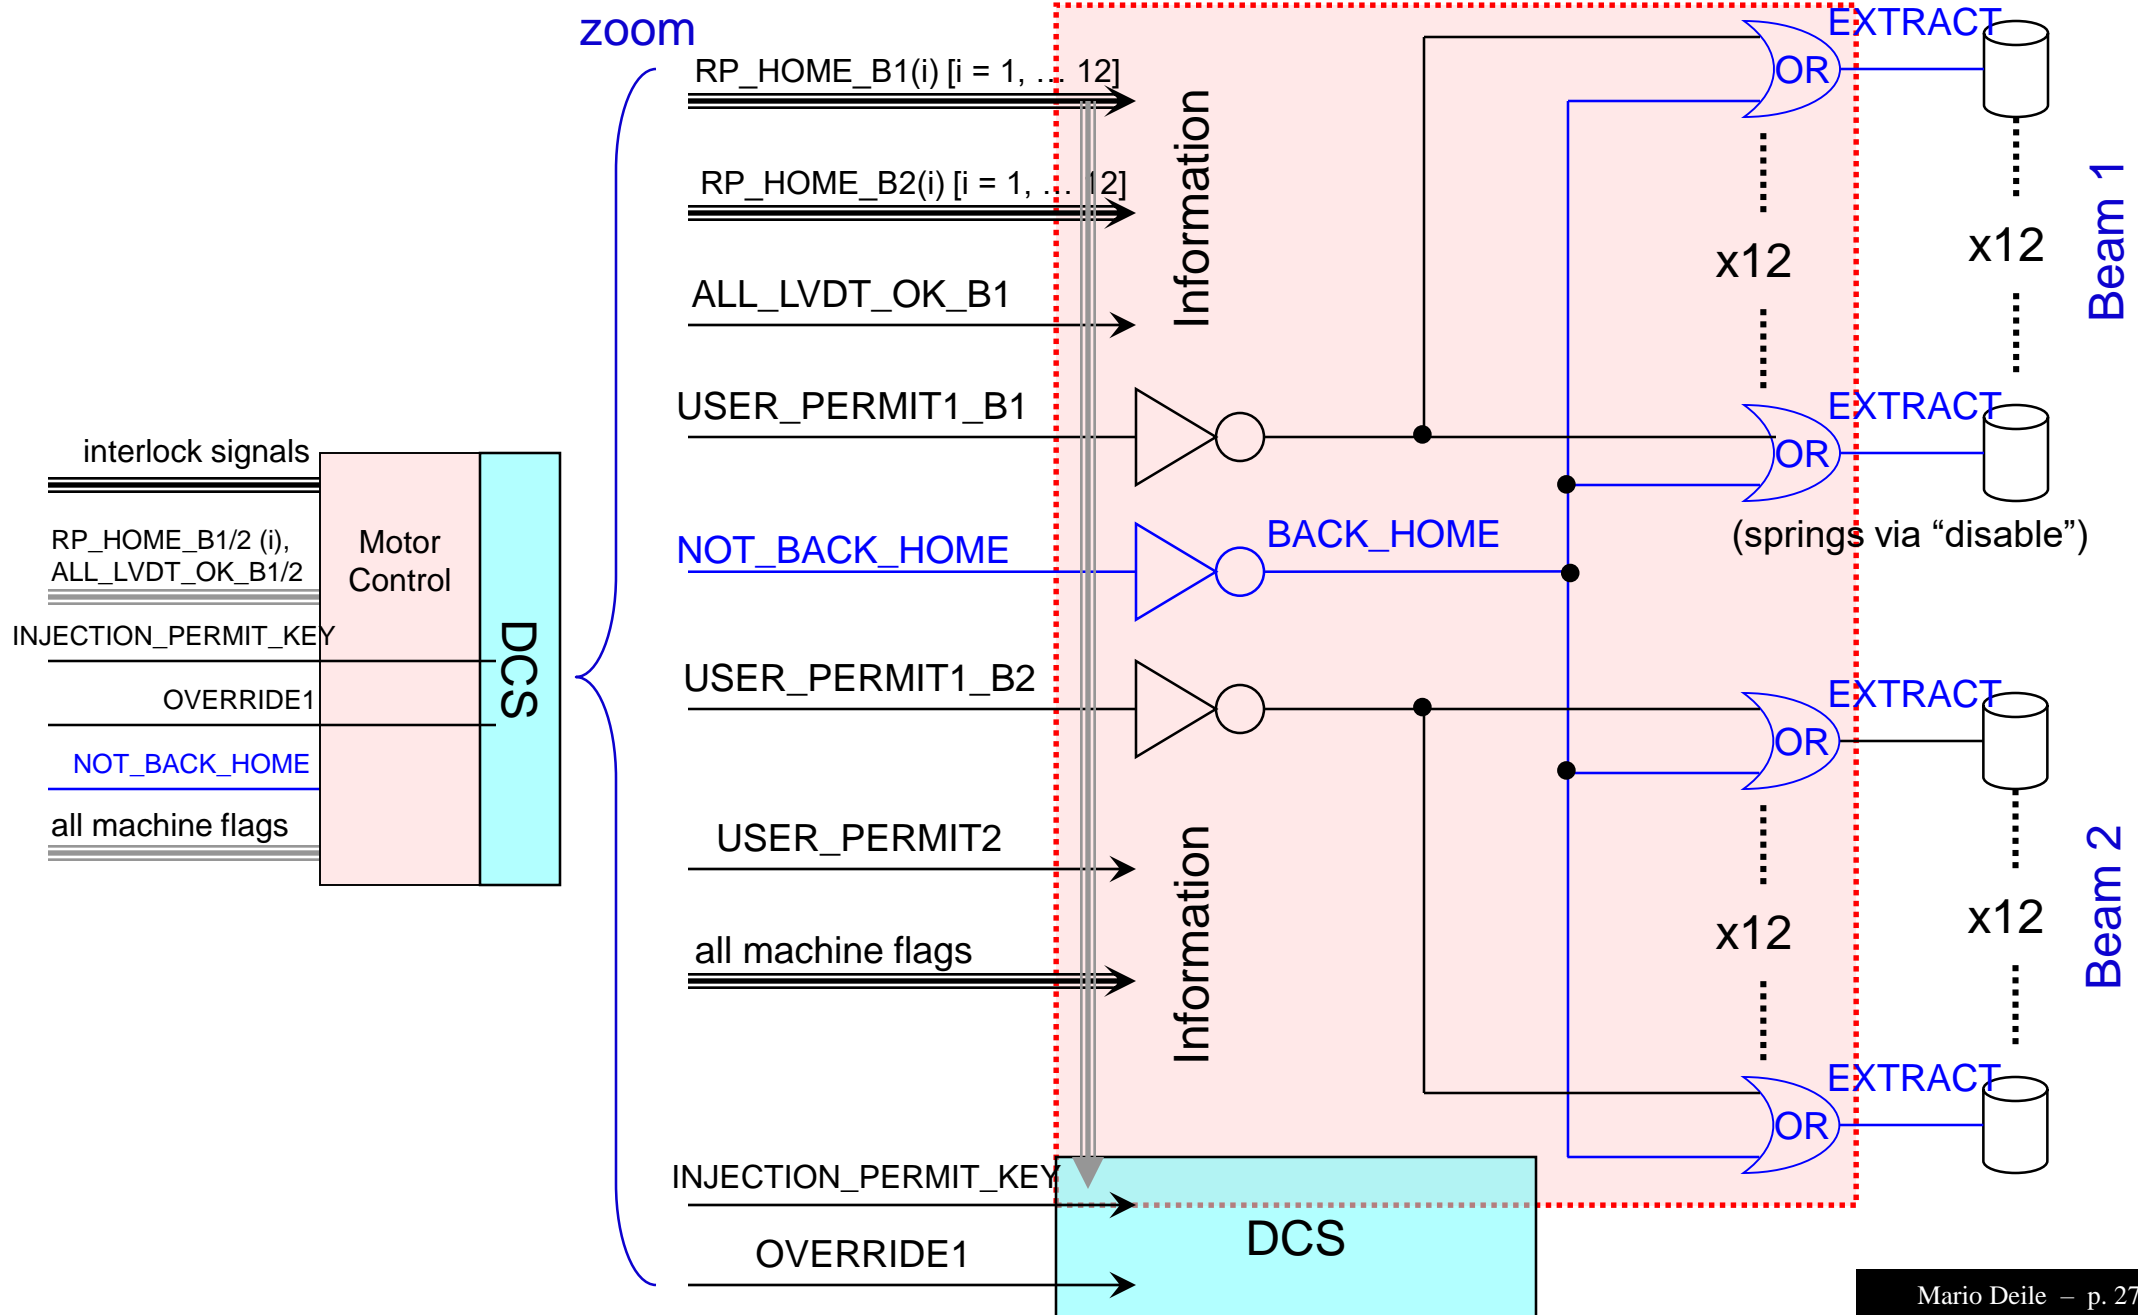 zoom
interlock signals
RP_HOME_B1/2 (i),
ALL_LVDT_OK_B1/2
INJECTION_PERMIT_KEY
OVERRIDE1
NOT_BACK_HOME
all machine flags
Motor
Control
DCS
RP_HOME_B1(i) [i = 1, … 12]
RP_HOME_B2(i) [i = 1, … 12]
ALL_LVDT_OK_B1
USER_PERMIT1_B1
NOT_BACK_HOME
USER_PERMIT1_B2
USER_PERMIT2
all machine flags
INJECTION_PERMIT_KEY
OVERRIDE1
Information
BACK_HOME
Information
DCS
OR
EXTRACT
x12
x12
Beam 1
OR
EXTRACT
(springs via “disable”)
OR
EXTRACT
x12
x12
Beam 2
OR
EXTRACT
Mario Deile – p. 27